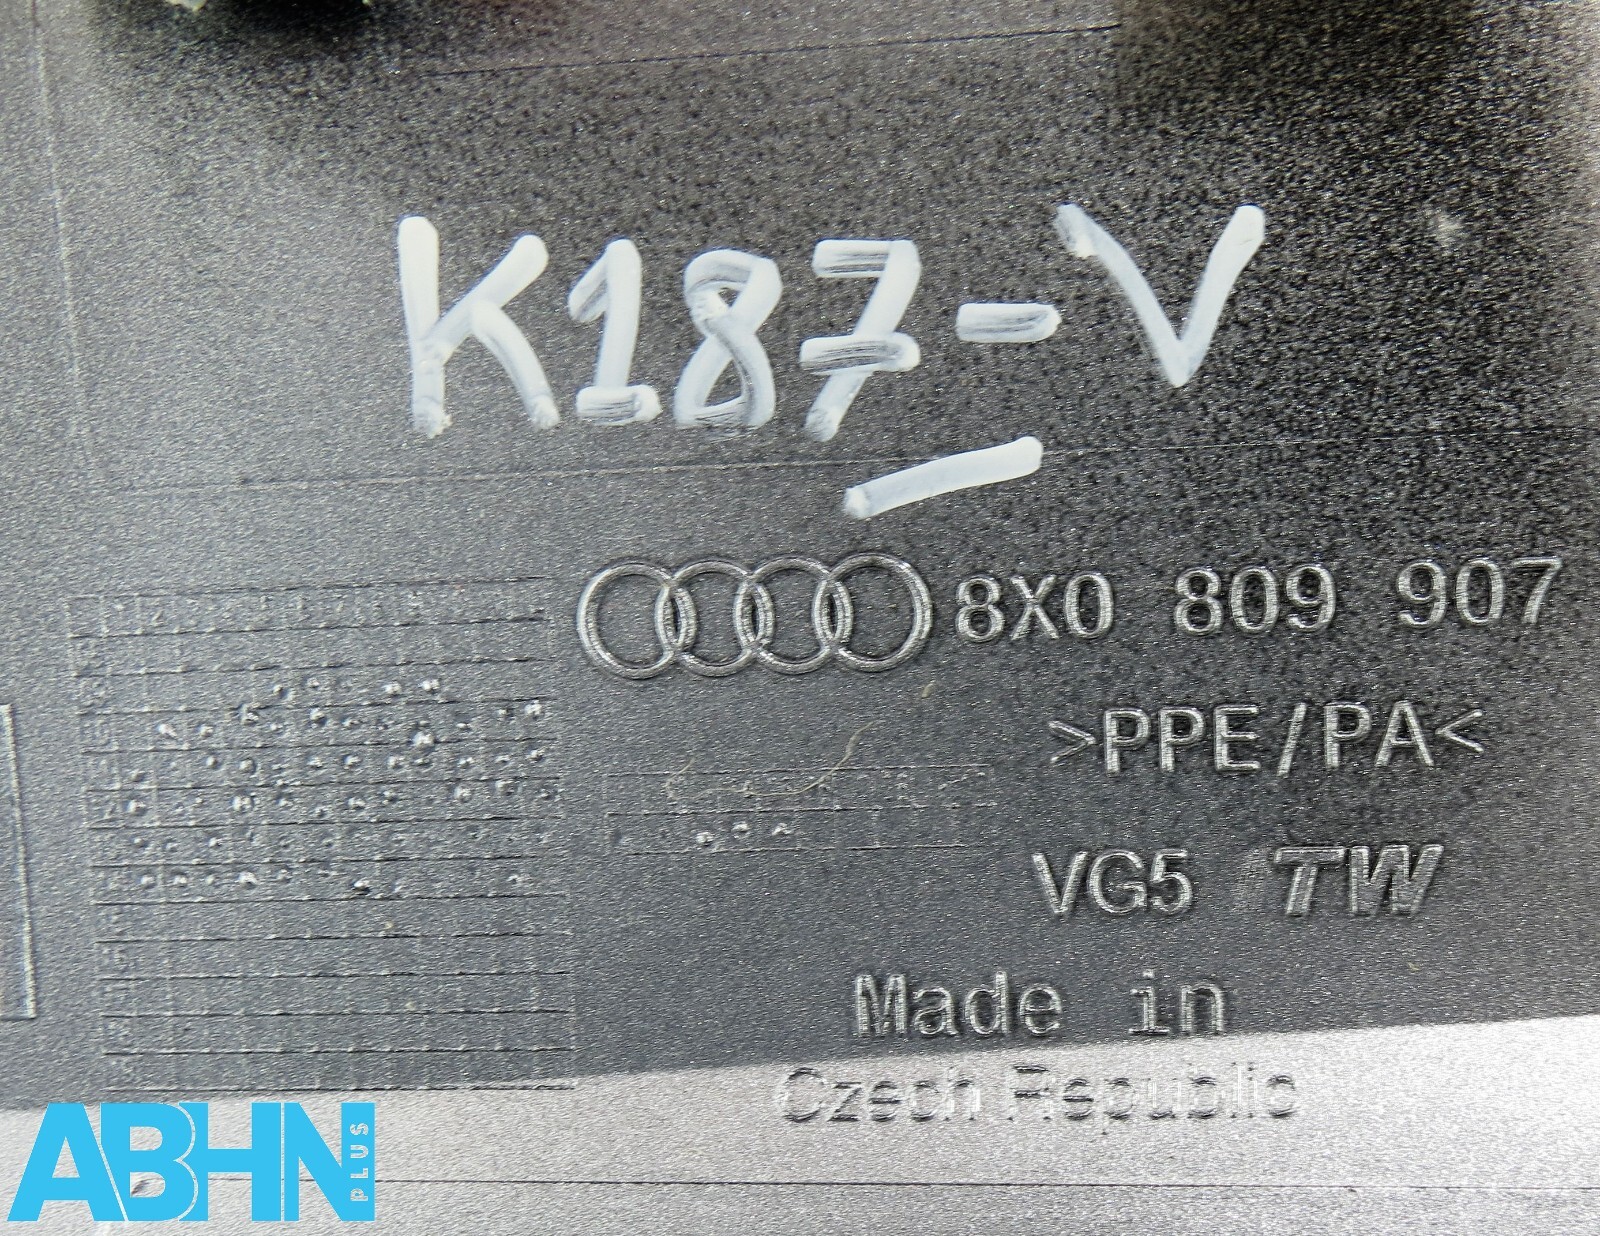 K187-V
8X0 809 907
>PPE/PA<
VG5 TW
Made in
Czech Republic
ABHN PLUS